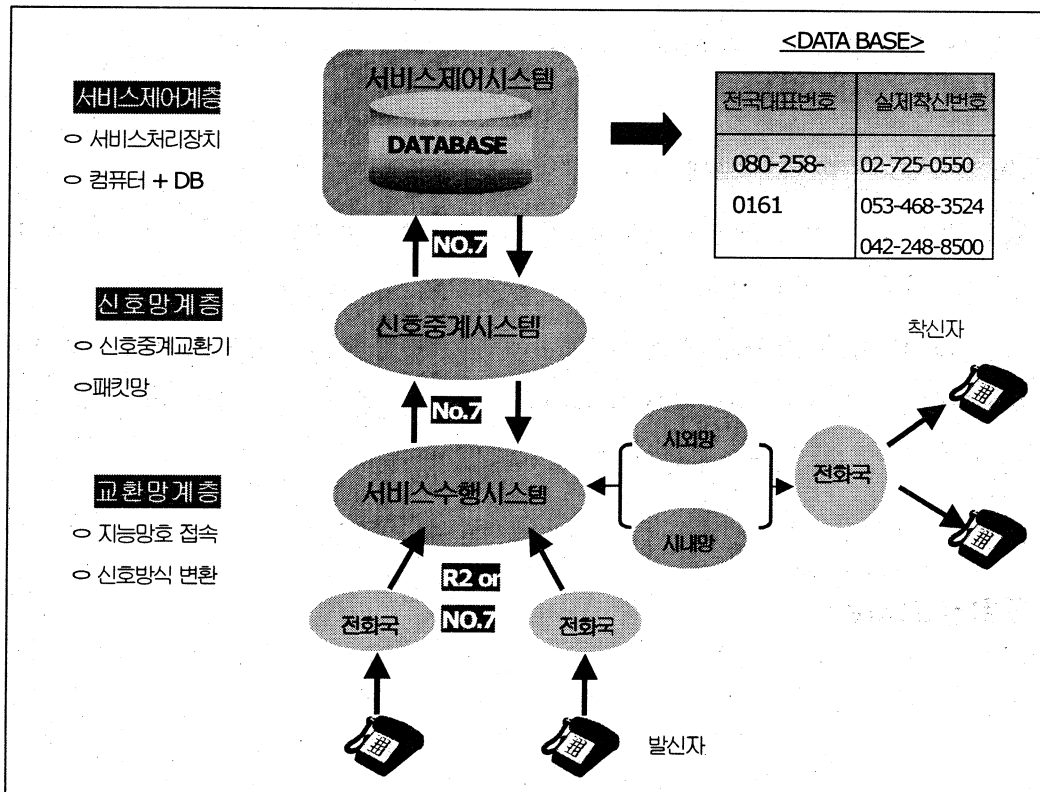 <DATA BASE>
서비스제어시스템
DATABASE
서비스제어계층
○ 서비스처리장치
○ 컴퓨터 + DB
전국대표번호 실제착신번호
080-258- 02-725-0550
0161 053-468-3524
042-248-8500
NO.7
신호망계층
○ 신호중계교환기
○패킷망
신호중계시스템
착신자
No.7
시외망
교환망계층
○ 지능망호 접속
○ 신호방식 변환
서비스수행시스템
전화국
시내망
R2 or
NO.7
전화국
전화국
발신자